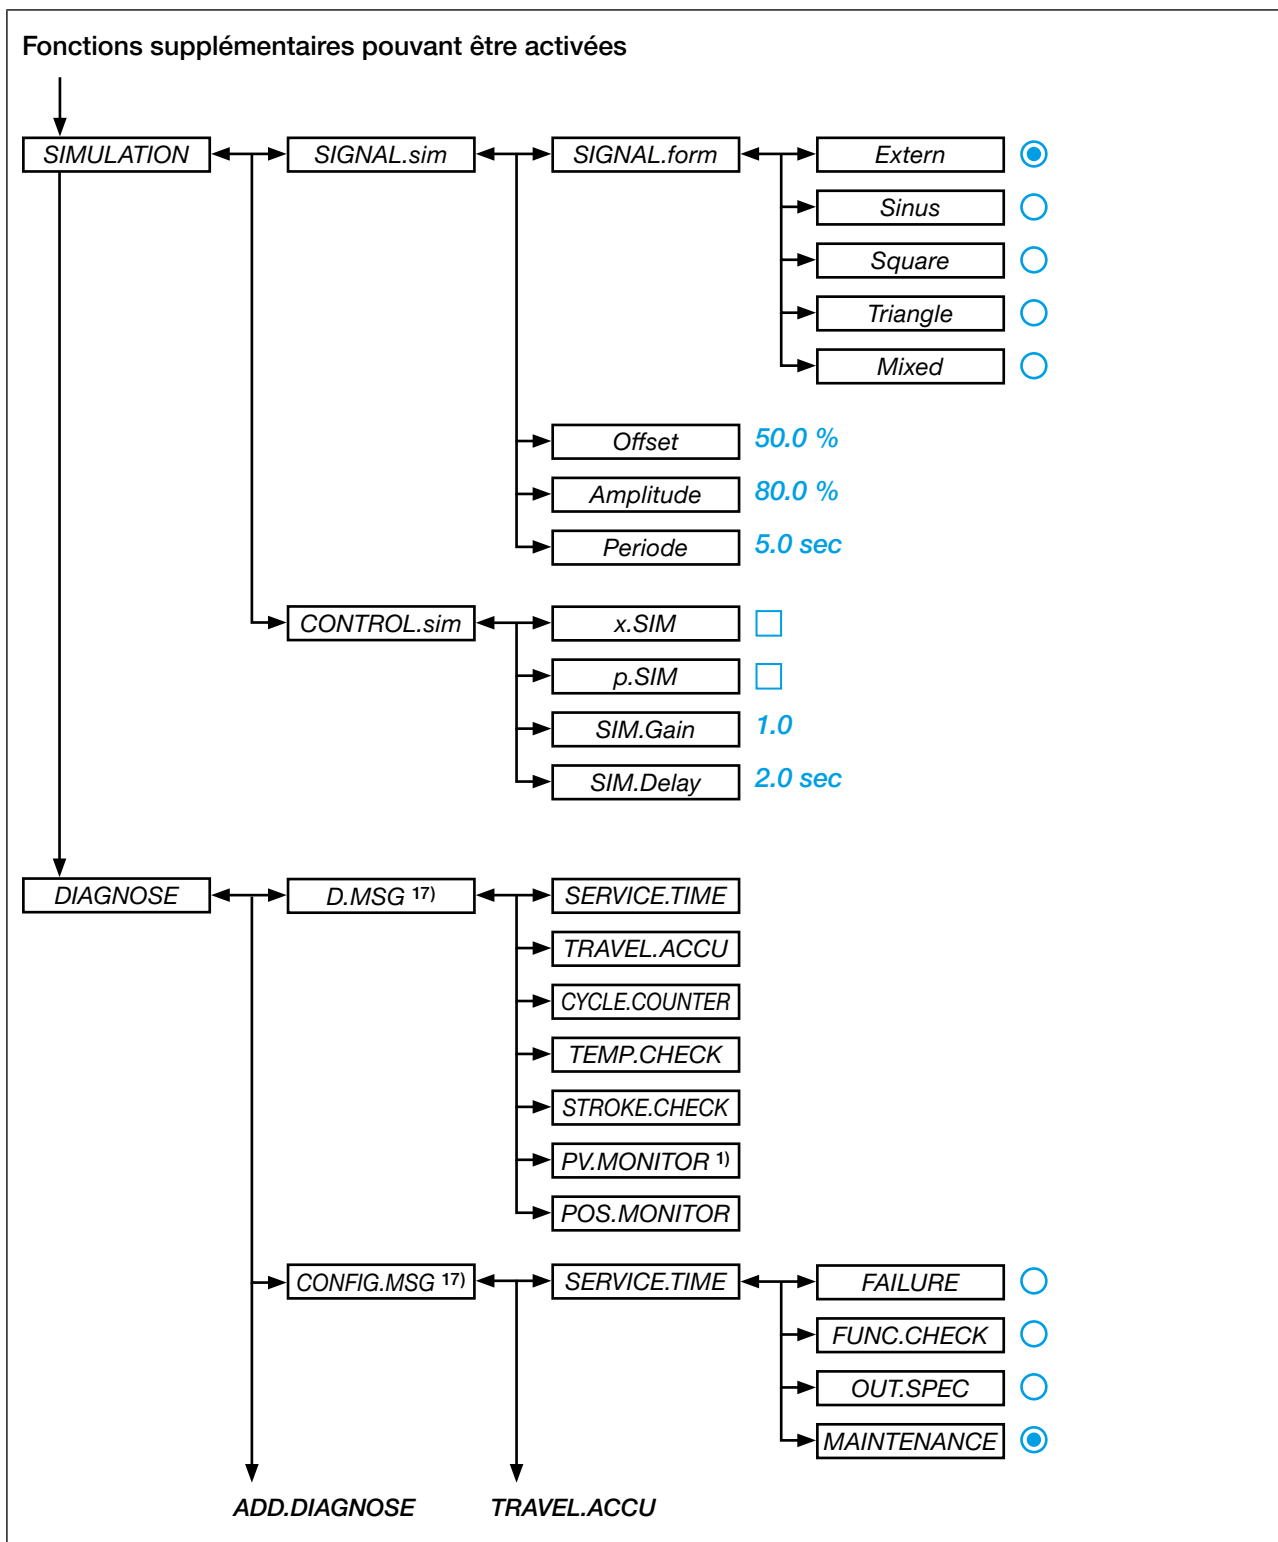 Fonctions supplémentaires pouvant être activées
SIMULATION SIGNAL.sim SIGNAL.form Extern
Sinus
Square
Triangle
Mixed
Offset 50.0 %
Amplitude 80.0 %
Periode 5.0 sec
CONTROL.sim x.SIM
p.SIM
SIM.Gain 1.0
SIM.Delay 2.0 sec
DIAGNOSE D.MSG 17) SERVICE.TIME
TRAVEL.ACCU
CYCLE.COUNTER
TEMP.CHECK
STROKE.CHECK
PV.MONITOR 1)
POS.MONITOR
CONFIG.MSG 17) SERVICE.TIME FAILURE
FUNC.CHECK
OUT.SPEC
MAINTENANCE
ADD.DIAGNOSE TRAVEL.ACCU